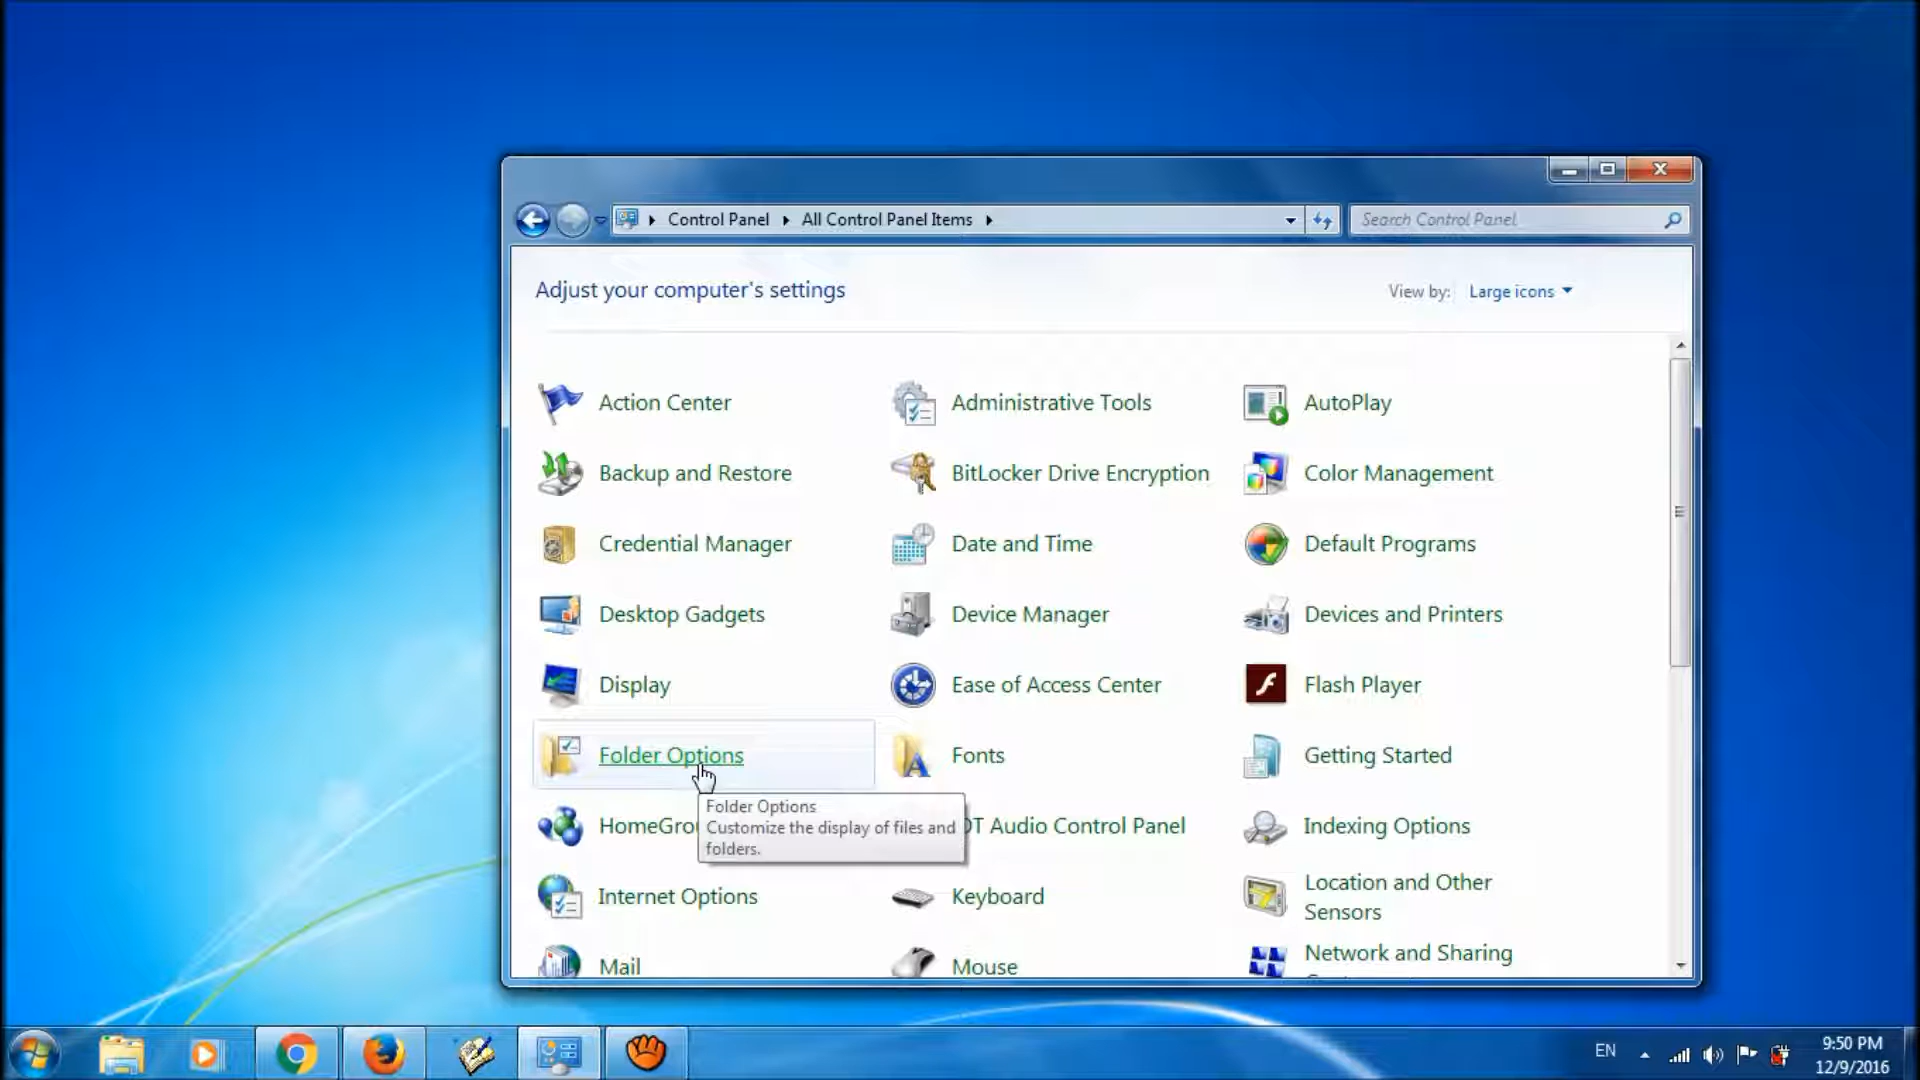 Control Panel
All Control Panel Items
Search Control Panel
Adjust your computer's settings
View by:
Large icons
Action Center
Administrative Tools
AutoPlay
Backup and Restore
BitLocker Drive Encryption
Color Management
Credential Manager
Date and Time
Default Programs
Desktop Gadgets
Device Manager
Devices and Printers
Display
Ease of Access Center
Flash Player
Folder Options
Fonts
Getting Started
Folder Options
Customize the display of files and
folders.
Audio Control Panel
Indexing Options
Internet Options
Keyboard
Location and Other
Sensors
Mail
Mouse
Network and Sharing
EN
9:50 PM
12/9/2016